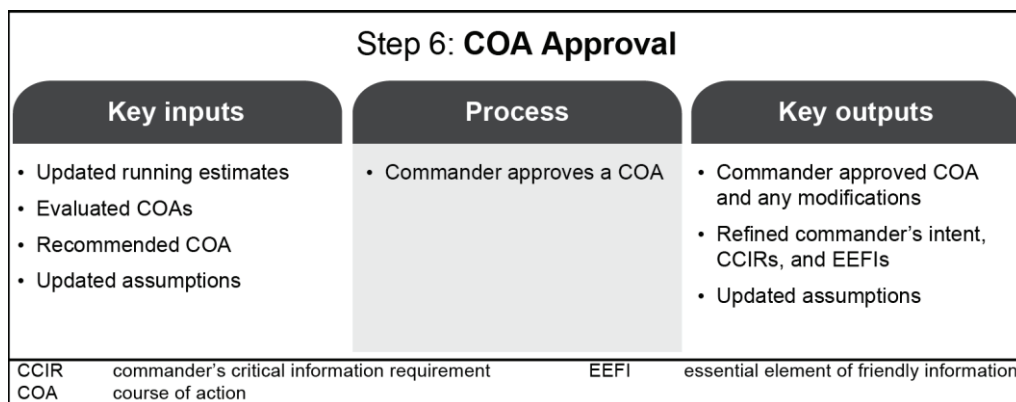 Step 6: COA Approval
Key inputs
• Updated running estimates
• Evaluated COAs
• Recommended COA
• Updated assumptions
Process
• Commander approves a COA
Key outputs
• Commander approved COA
and any modifications
• Refined commander’s intent,
CCIRs, and EEFIs
• Updated assumptions
CCIR commander’s critical information requirement
COA course of action
EEFI essential element of friendly information